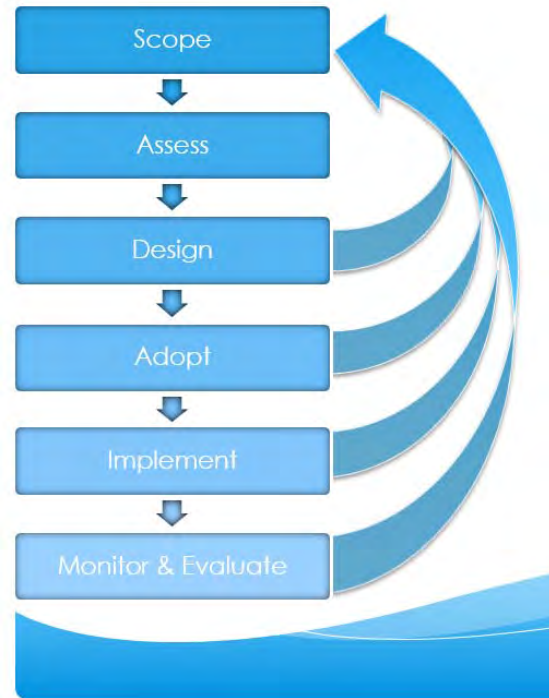 Scope
Assess
Design
Adopt
Implement
Monitor & Evaluate